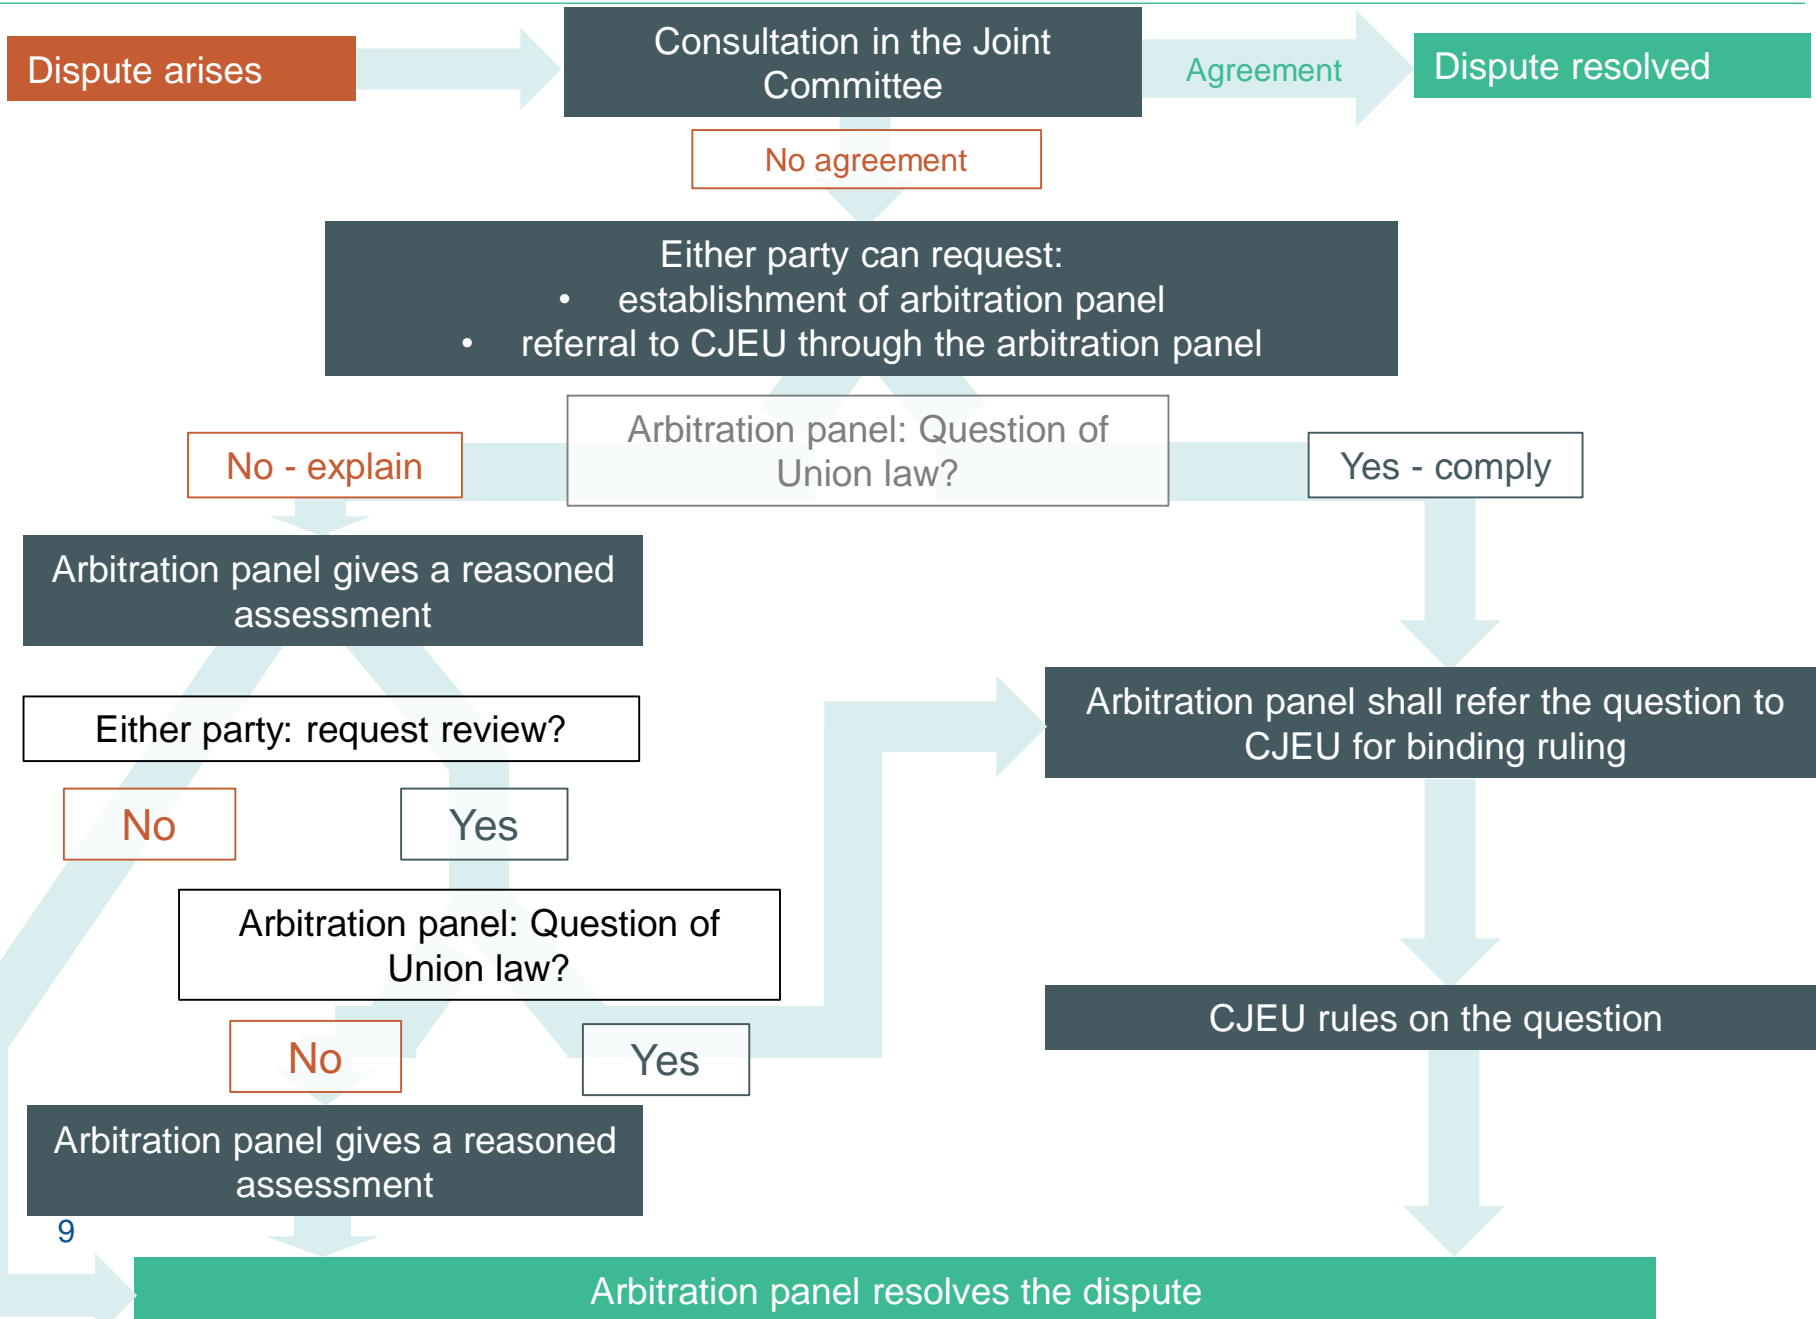 Dispute arises
Consultation in the Joint
Committee
Agreement
Dispute resolved
No agreement
Either party can request:
• establishment of arbitration panel
• referral to CJEU through the arbitration panel
Arbitration panel: Question of
Union law?
No - explain
Yes - comply
Arbitration panel gives a reasoned
assessment
Either party: request review?
Arbitration panel shall refer the question to
CJEU for binding ruling
No
Yes
Arbitration panel: Question of
Union law?
CJEU rules on the question
No
Yes
Arbitration panel gives a reasoned
assessment
9
Arbitration panel resolves the dispute